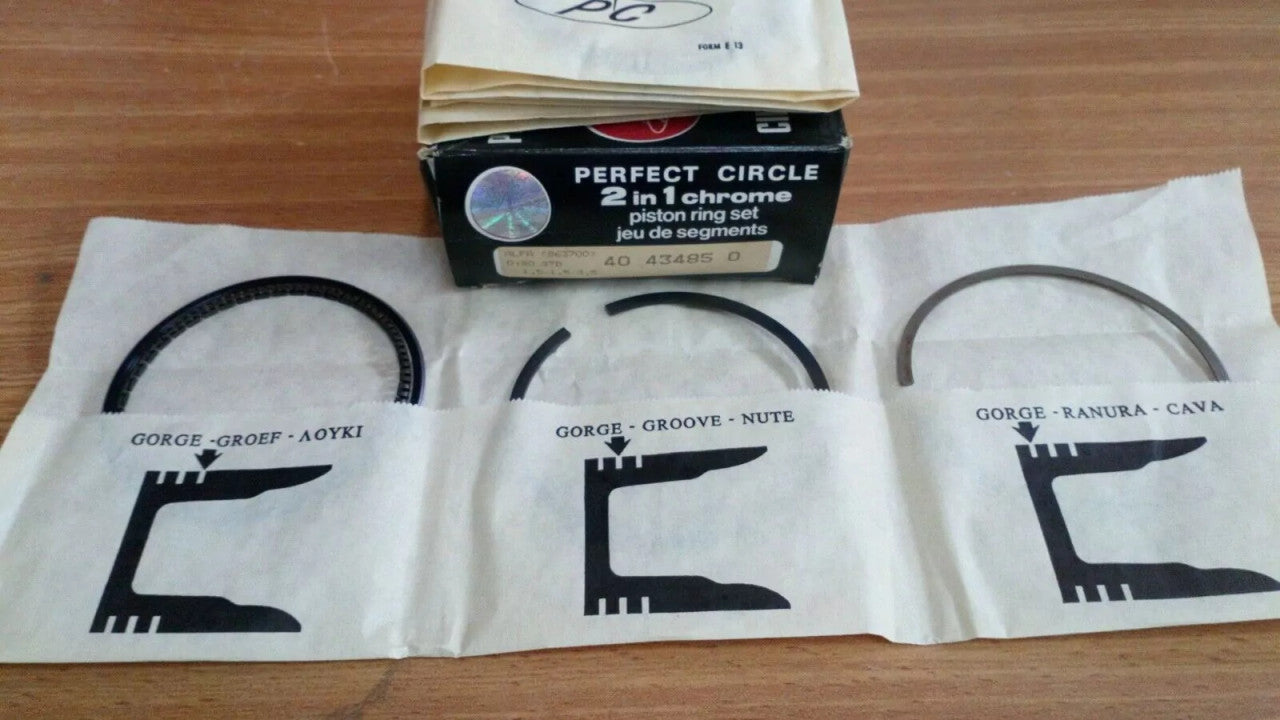 PC
FORM E 13
PERFECT CIRCLE
2 in 1 chrome
piston ring set
jeu de segments
ALFA
40 43485 0
GORGE - GROEF - ΛΟΥΚΙ
GORGE - GROOVE - NUTE
GORGE - RANURA - CAVA